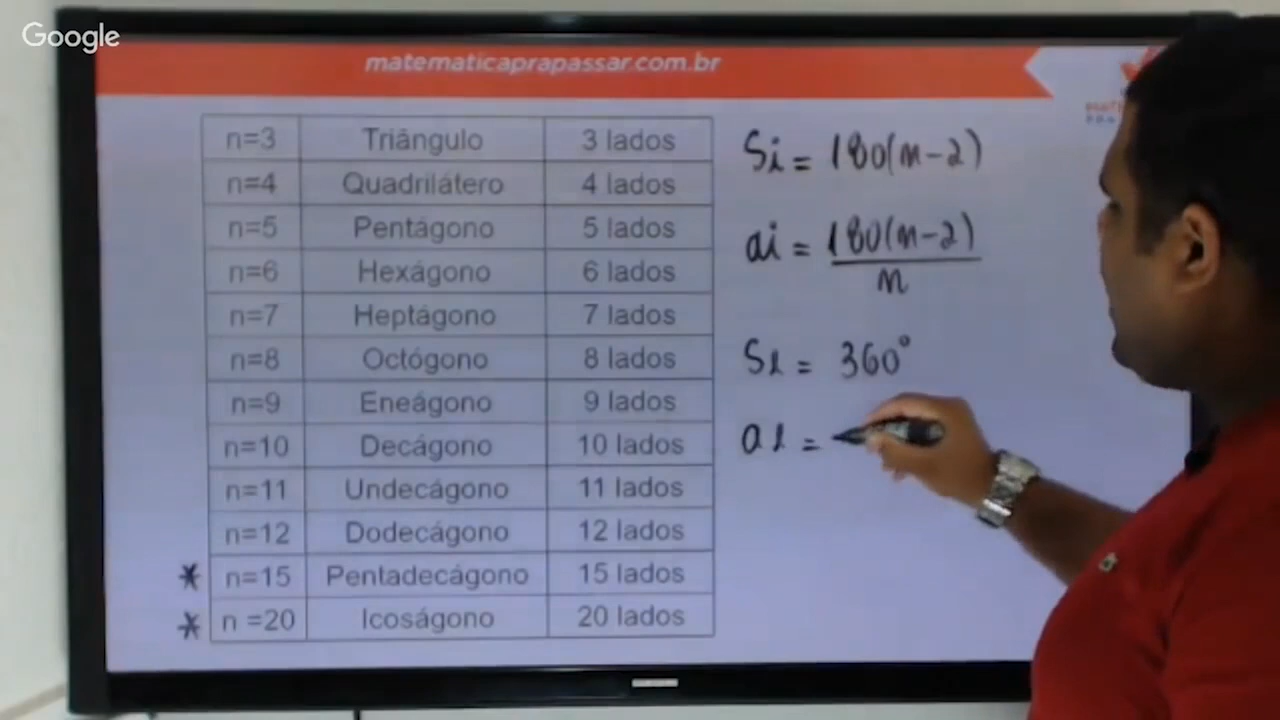 Google
matematicaprapassar.com.br
n=3 Triângulo 3 lados
n=4 Quadrilátero 4 lados
n=5 Pentágono 5 lados
n=6 Hexágono 6 lados
n=7 Heptágono 7 lados
n=8 Octógono 8 lados
n=9 Eneágono 9 lados
n=10 Decágono 10 lados
n=11 Undecágono 11 lados
n=12 Dodecágono 12 lados
* n=15 Pentadecágono 15 lados
* n =20 Icoságono 20 lados
Si = 180(n-2)
ai = 180(n-2)
n
Se = 360°
ae =